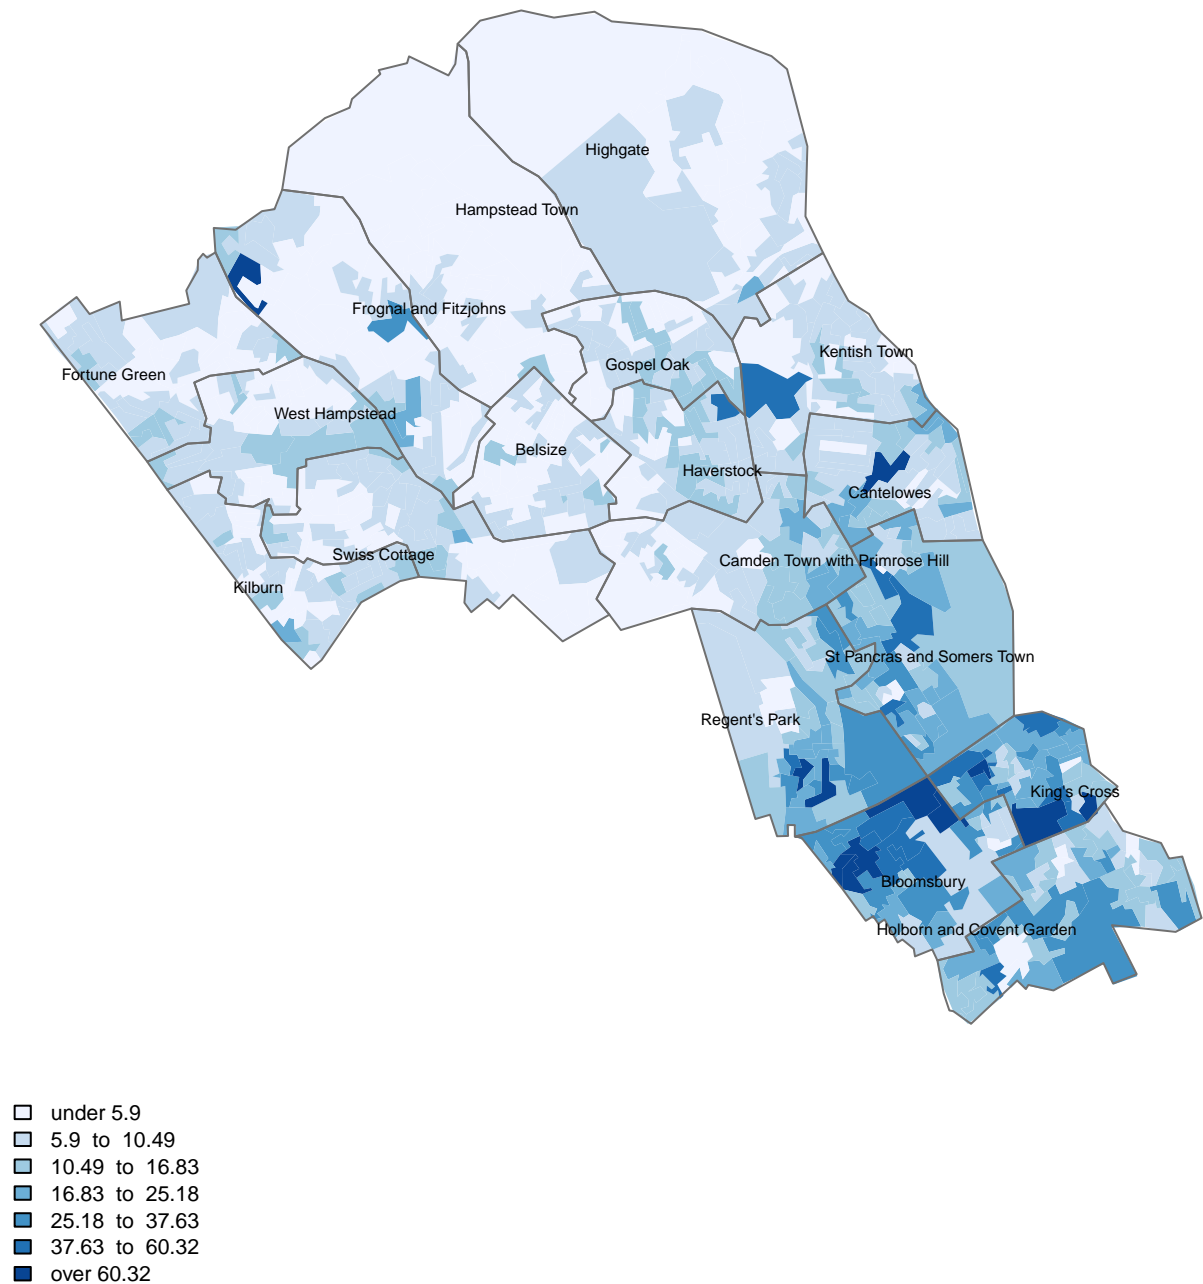 Highgate
Hampstead Town
Frognal and Fitzjohns
Kentish Town
Gospel Oak
Fortune Green
West Hampstead
Belsize
Haverstock
Cantelowes
Swiss Cottage
Camden Town with Primrose Hill
Kilburn
St Pancras and Somers Town
Regent's Park
King's Cross
Bloomsbury
Holborn and Covent Garden
under 5.9
5.9 to 10.49
10.49 to 16.83
16.83 to 25.18
25.18 to 37.63
37.63 to 60.32
over 60.32